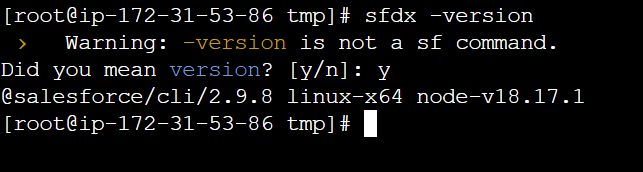 [root@ip-172-31-53-86 tmp]# sfdx -version
› Warning: -version is not a sf command.
Did you mean version? [y/n]: y
@salesforce/cli/2.9.8 linux-x64 node-v18.17.1
[root@ip-172-31-53-86 tmp]#